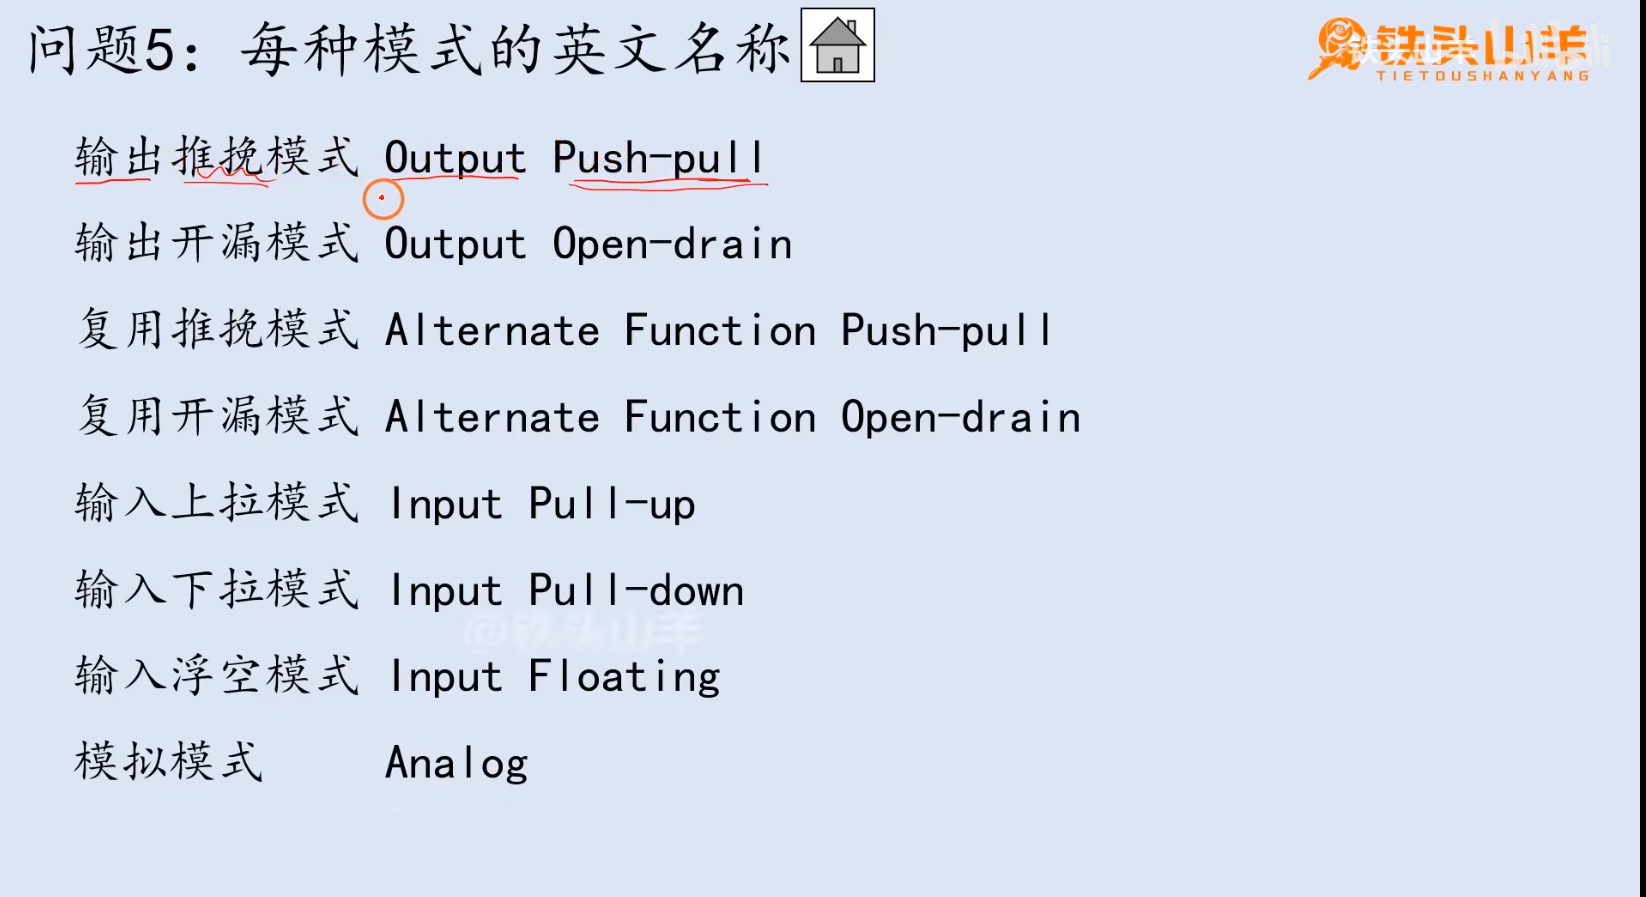 问题5：每种模式的英文名称
铁头山羊
TIETOUSHANYANG
输出推挽模式 Output Push-pull
输出开漏模式 Output Open-drain
复用推挽模式 Alternate Function Push-pull
复用开漏模式 Alternate Function Open-drain
输入上拉模式 Input Pull-up
输入下拉模式 Input Pull-down
@铁头山羊
输入浮空模式 Input Floating
模拟模式 Analog